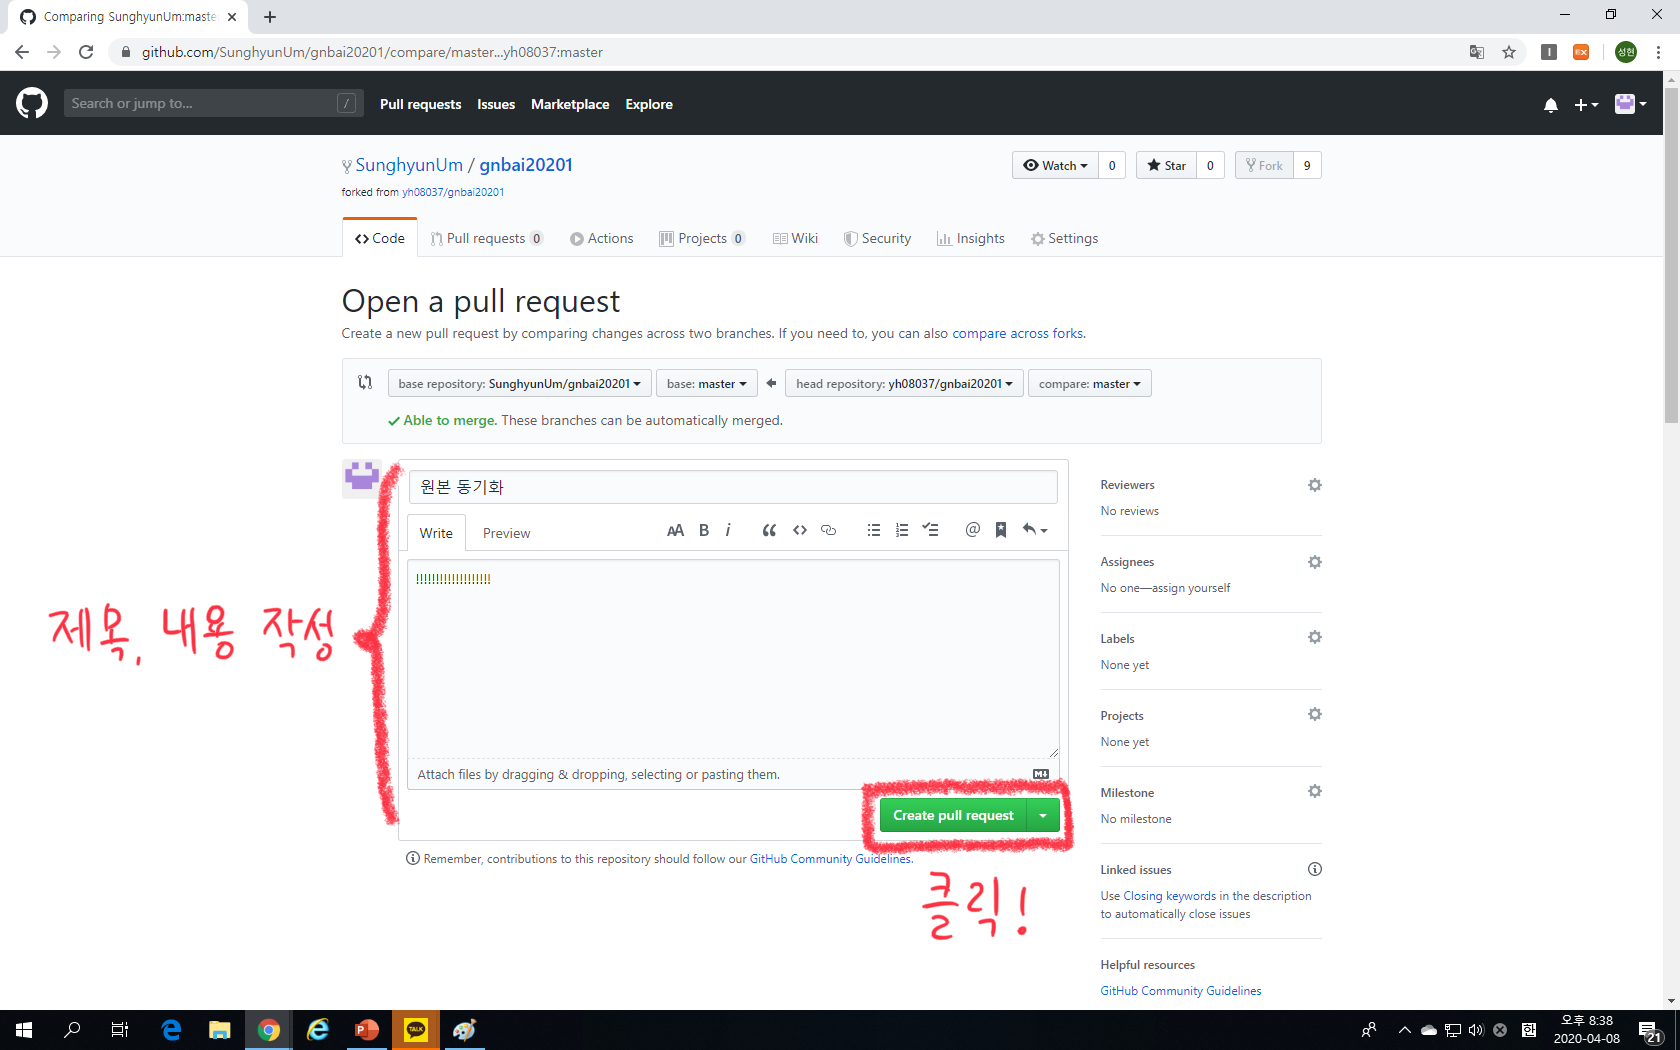 Comparing SunghyunUm:maste
github.com/SunghyunUm/gnbai20201/compare/master...yh08037:master
성현
Search or jump to... /
Pull requests Issues Marketplace Explore
SunghyunUm / gnbai20201
Watch 0 Star 0 Fork 9
forked from yh08037/gnbai20201
Code Pull requests 0 Actions Projects 0 Wiki Security Insights Settings
Open a pull request
Create a new pull request by comparing changes across two branches. If you need to, you can also compare across forks.
base repository: SunghyunUm/gnbai20201 base: master head repository: yh08037/gnbai20201 compare: master
Able to merge. These branches can be automatically merged.
원본 동기화
Write Preview
!!!!!!!!!!!!!!!!!!!
제목, 내용 작성
Attach files by dragging & dropping, selecting or pasting them.
Create pull request
클릭!
Remember, contributions to this repository should follow our GitHub Community Guidelines.
Reviewers
No reviews
Assignees
No one—assign yourself
Labels
None yet
Projects
None yet
Milestone
No milestone
Linked issues
Use Closing keywords in the description
to automatically close issues
Helpful resources
GitHub Community Guidelines
TALK
한
오후 8:38
2020-04-08
21